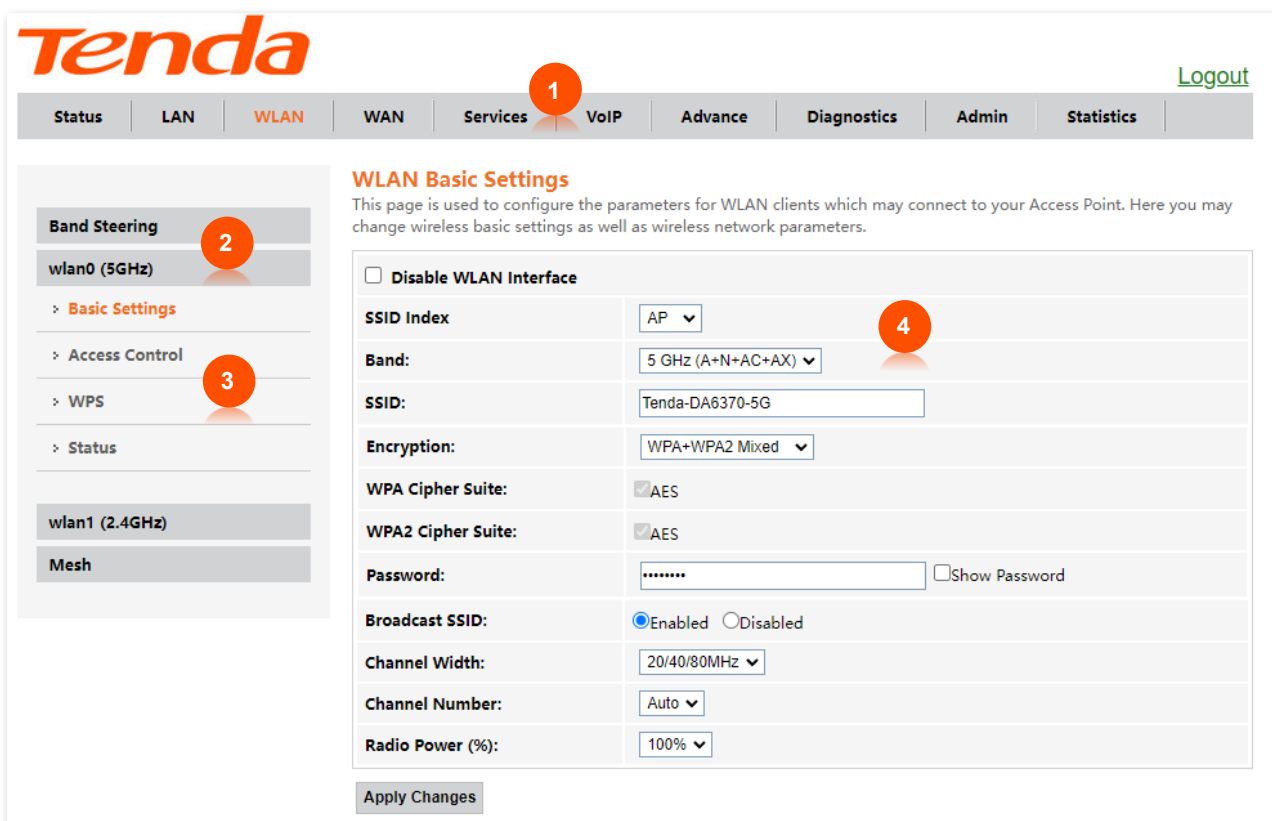 Tenda
Logout
1
Status LAN WLAN WAN Services VoIP Advance Diagnostics Admin Statistics
Band Steering
2
wlan0 (5GHz)
Basic Settings
Access Control
3
WPS
Status
wlan1 (2.4GHz)
Mesh
WLAN Basic Settings
This page is used to configure the parameters for WLAN clients which may connect to your Access Point. Here you may
change wireless basic settings as well as wireless network parameters.
Disable WLAN Interface
SSID Index AP
4
Band: 5 GHz (A+N+AC+AX)
SSID: Tenda-DA6370-5G
Encryption: WPA+WPA2 Mixed
WPA Cipher Suite: AES
WPA2 Cipher Suite: AES
Password: •••••••• Show Password
Broadcast SSID: Enabled Disabled
Channel Width: 20/40/80MHz
Channel Number: Auto
Radio Power (%): 100%
Apply Changes